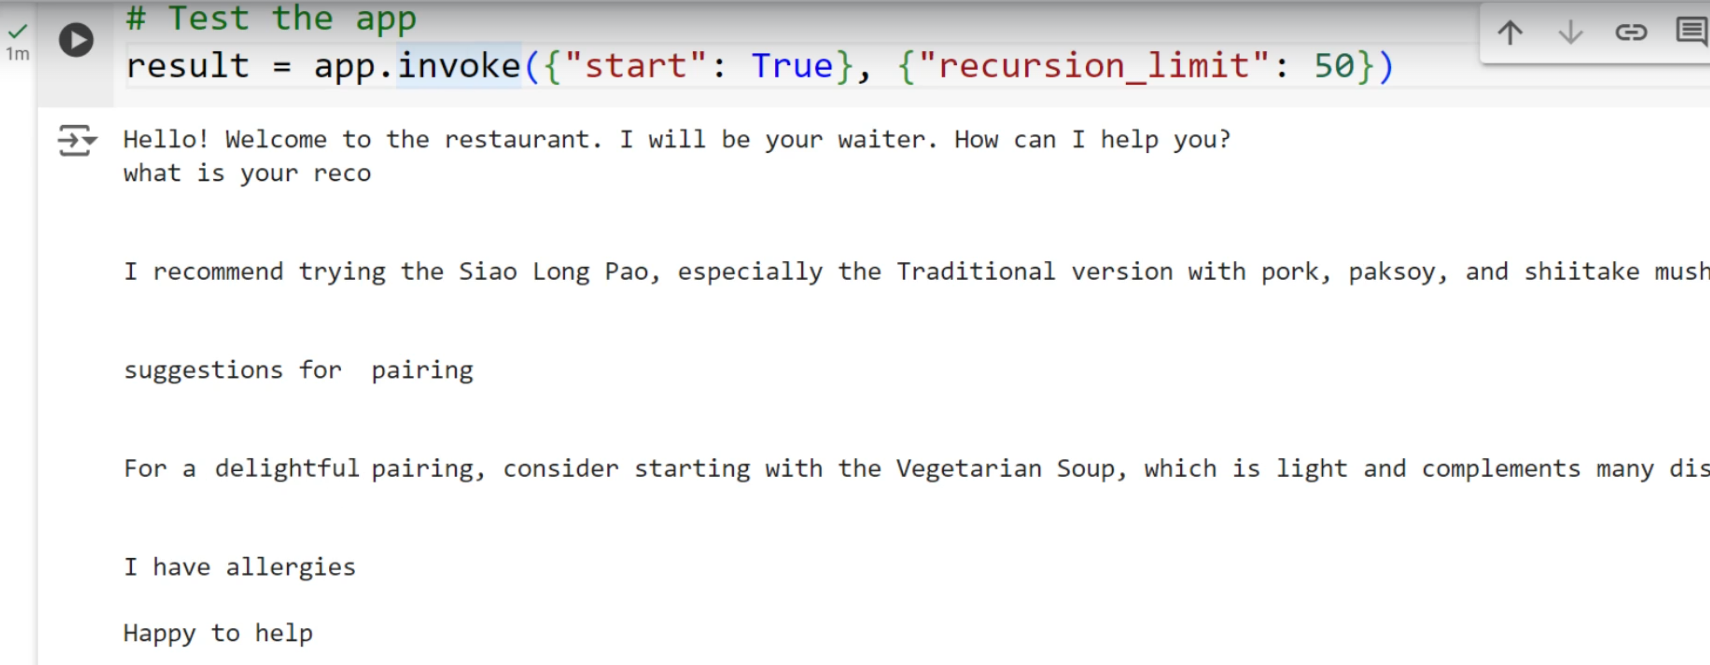 # Test the app
1m
result = app.invoke({"start": True}, {"recursion_limit": 50})
Hello! Welcome to the restaurant. I will be your waiter. How can I help you?
what is your reco
I recommend trying the Siao Long Pao, especially the Traditional version with pork, paksoy, and shiitake mush
suggestions for  pairing
For a delightful pairing, consider starting with the Vegetarian Soup, which is light and complements many dis
I have allergies
Happy to help